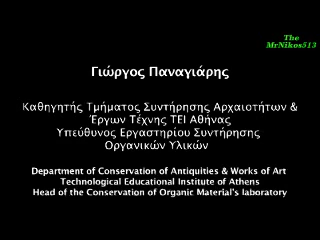 The
MrNikos513
Γιώργος Παναγιάρης
Καθηγητής Τμήματος Συντήρησης Αρχαιοτήτων &
Έργων Τέχνης ΤΕΙ Αθήνας
Υπεύθυνος Εργαστηρίου Συντήρησης
Οργανικών Υλικών
Department of Conservation of Antiquities & Works of Art
Technological Educational Institute of Athens
Head of the Conservation of Organic Material's laboratory